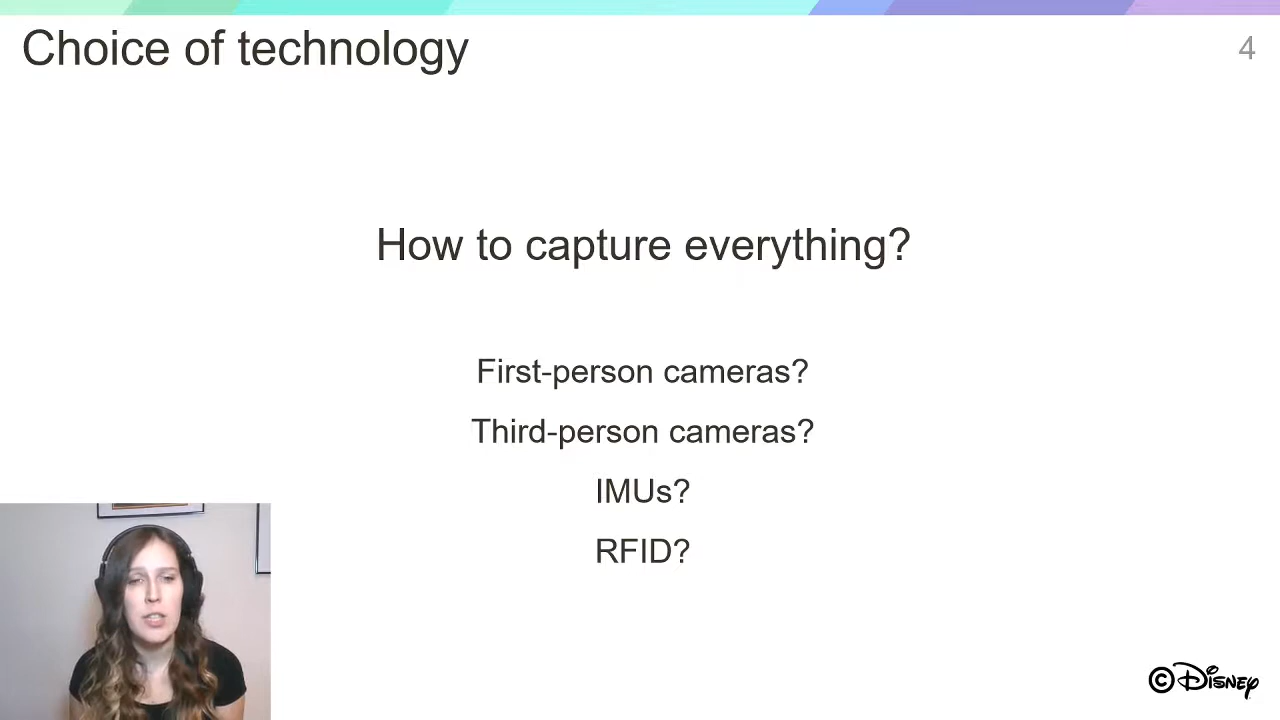 Choice of technology
4
How to capture everything?
First-person cameras?
Third-person cameras?
IMUs?
RFID?
©Disney